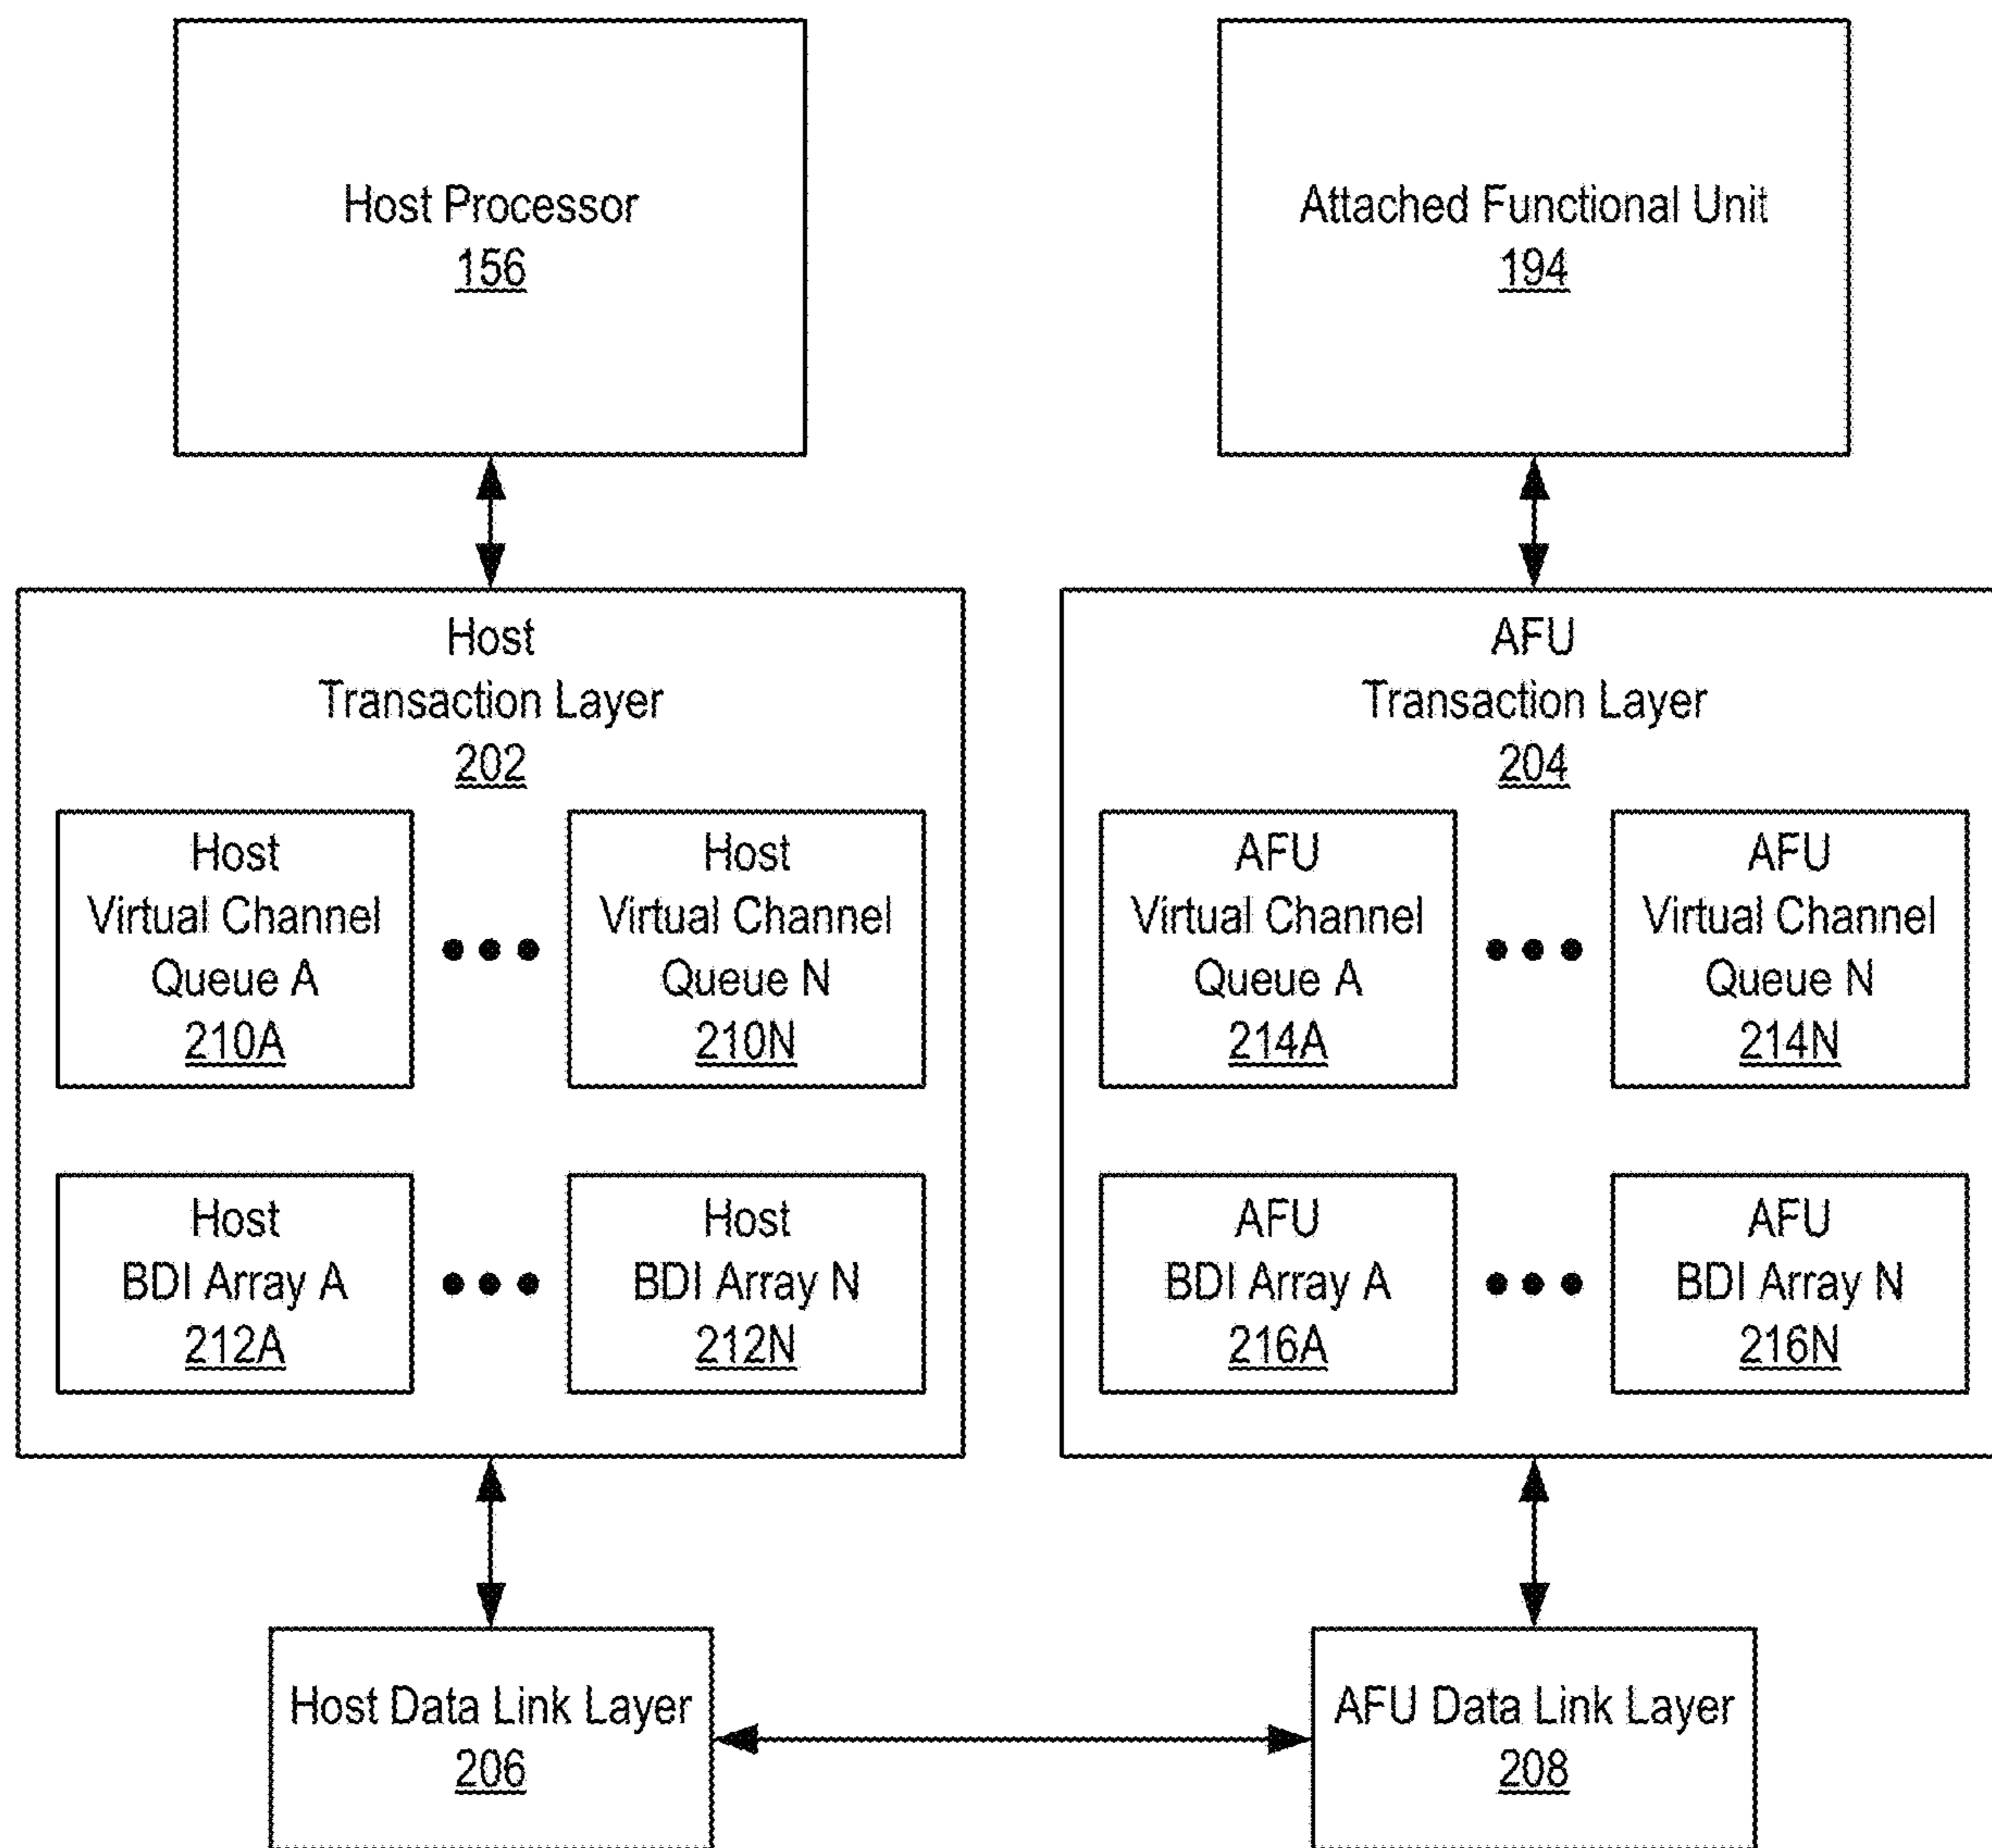 Host Processor
156
Attached Functional Unit
194
Host
Transaction Layer
202
Host
Virtual Channel
Queue A
210A
Host
Virtual Channel
Queue N
210N
Host
BDI Array A
212A
Host
BDI Array N
212N
AFU
Transaction Layer
204
AFU
Virtual Channel
Queue A
214A
AFU
Virtual Channel
Queue N
214N
AFU
BDI Array A
216A
AFU
BDI Array N
216N
Host Data Link Layer
206
AFU Data Link Layer
208